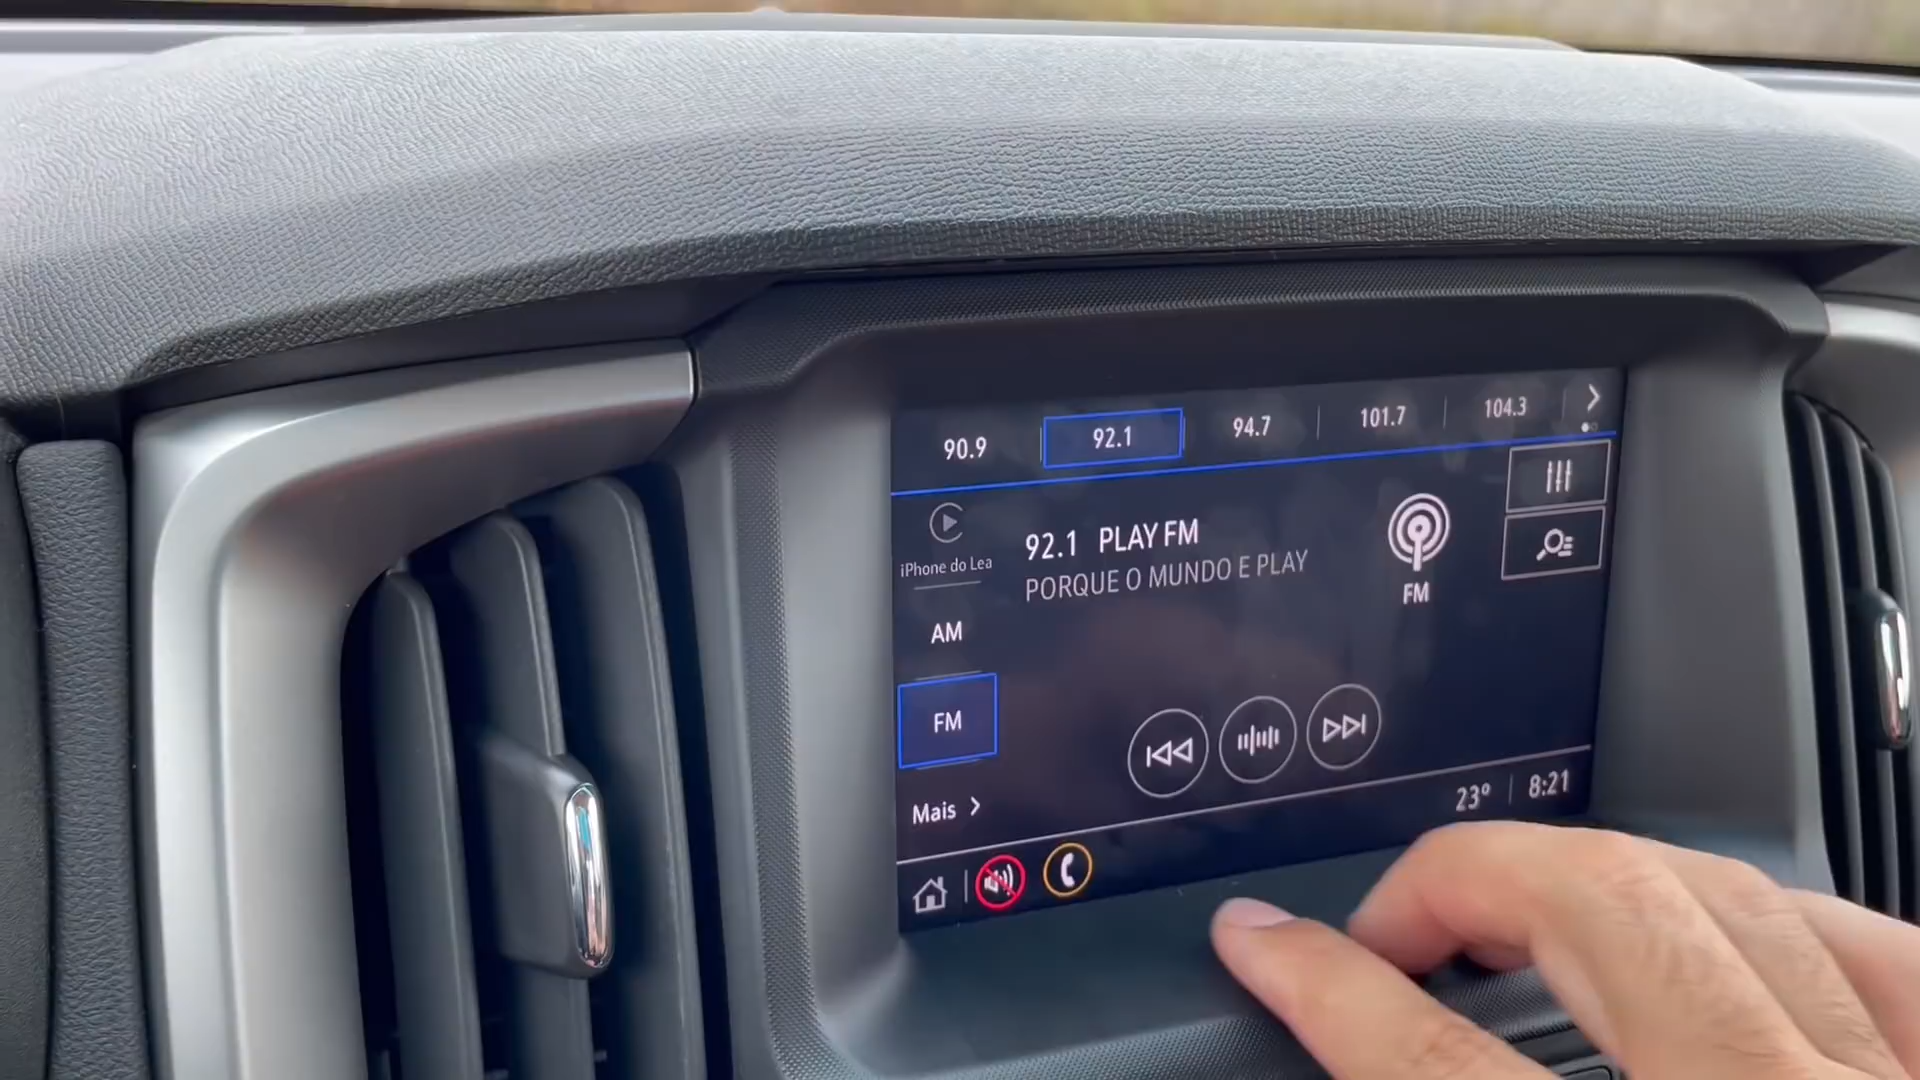 90.9
92.1
94.7
101.7
104.3
iPhone do Lea
92.1 PLAY FM
PORQUE O MUNDO E PLAY
FM
AM
FM
Mais
23º
8:21